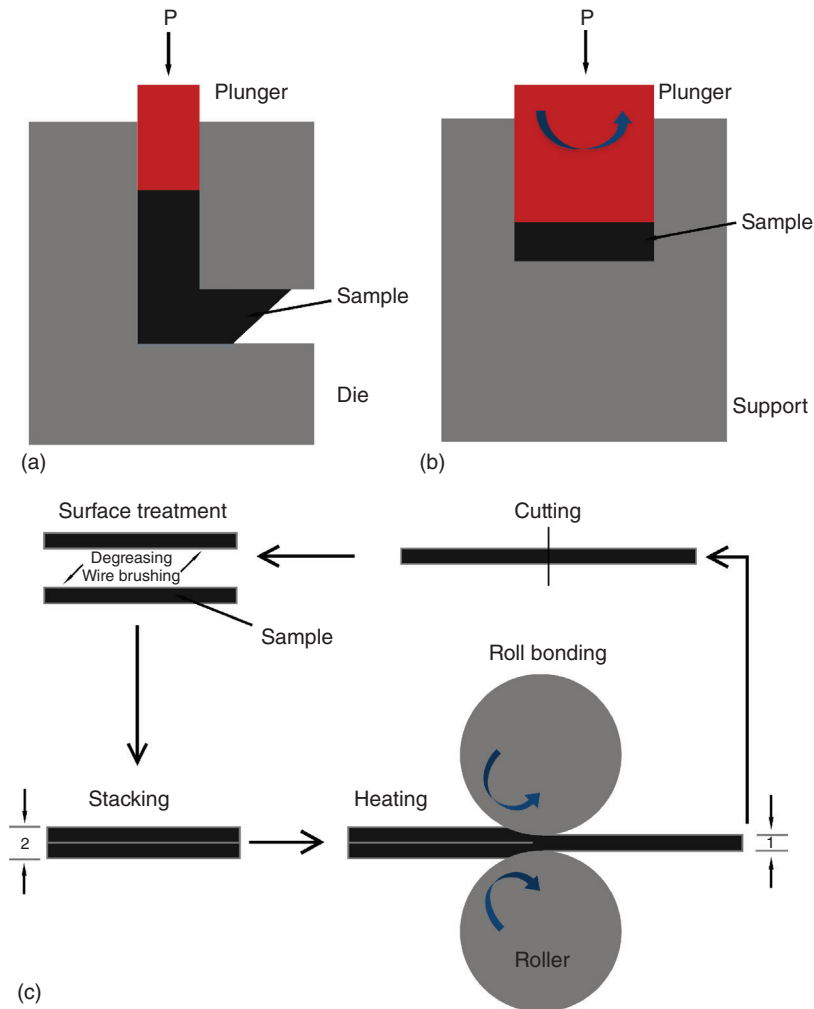 P
Plunger
Sample
Die
(a)
P
Plunger
Sample
Support
(b)
Surface treatment
Degreasing
Wire brushing
Sample
Cutting
Roll bonding
Stacking
2
Heating
1
Roller
(c)